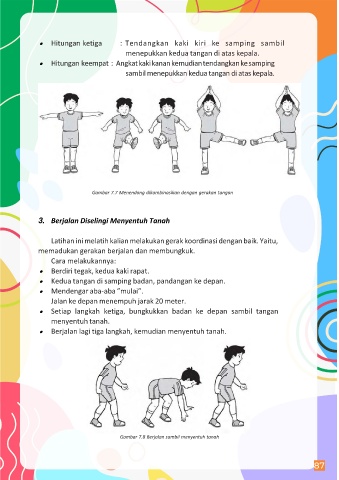 • Hitungan ketiga : Tendangkan kaki kiri ke samping sambil
menepukkan kedua tangan di atas kepala.
• Hitungan keempat : Angkat kaki kanan kemudian tendangkan ke samping
sambil menepukkan kedua tangan di atas kepala.
Gambar 7.7 Menendang dikombinasikan dengan gerakan tangan
3. Berjalan Diselingi Menyentuh Tanah
Latihan ini melatih kalian melakukan gerak koordinasi dengan baik. Yaitu,
memadukan gerakan berjalan dan membungkuk.
Cara melakukannya:
• Berdiri tegak, kedua kaki rapat.
• Kedua tangan di samping badan, pandangan ke depan.
• Mendengar aba-aba "mulai".
Jalan ke depan menempuh jarak 20 meter.
• Setiap langkah ketiga, bungkukkan badan ke depan sambil tangan
menyentuh tanah.
• Berjalan lagi tiga langkah, kemudian menyentuh tanah.
Gambar 7.8 Berjalan sambil menyentuh tanah
87